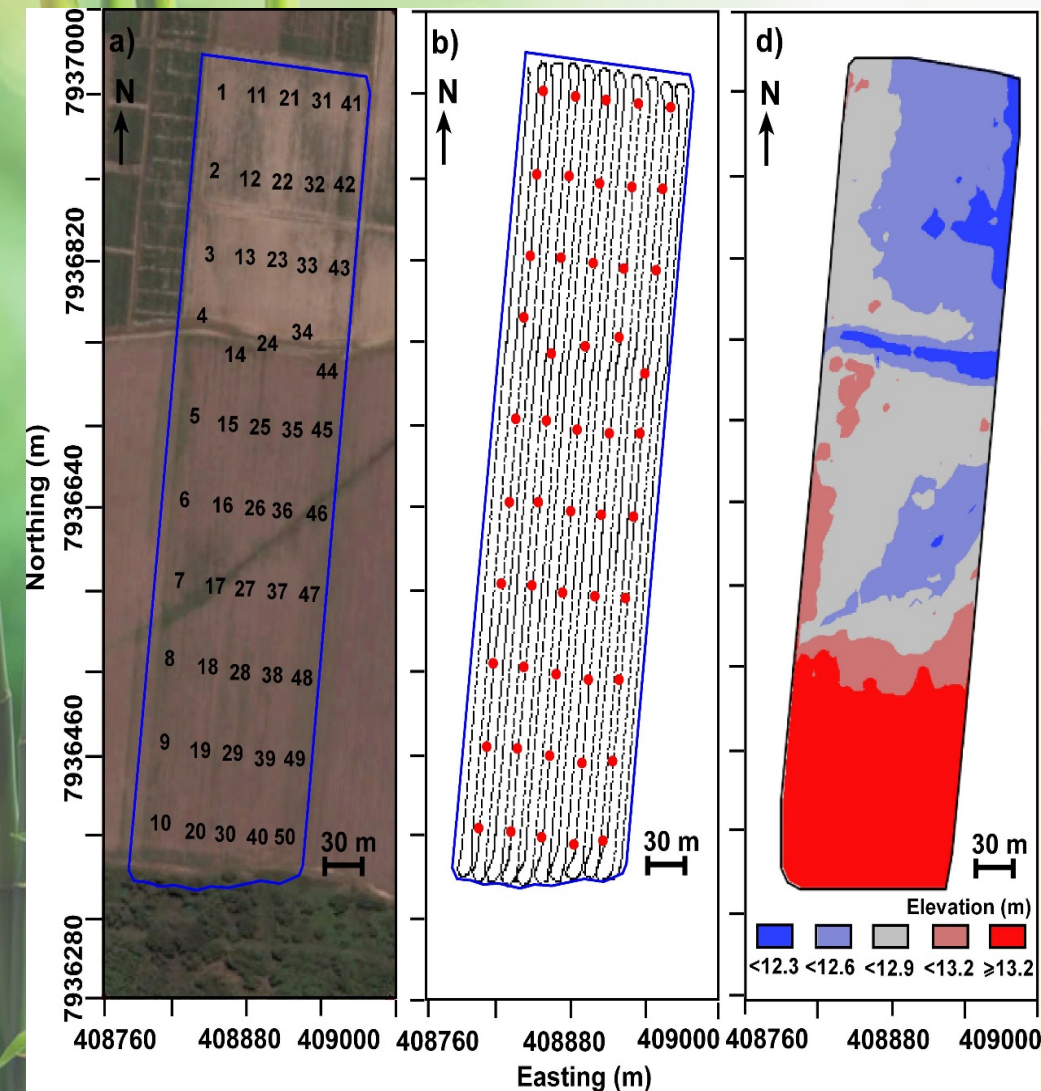 a)
N
1 11 21 31 41
2 12 22 32 42
3 13 23 33 43
4 14 24 34 44
5 15 25 35 45
6 16 26 36 46
7 17 27 37 47
8 18 28 38 48
9 19 29 39 49
10 20 30 40 50
30 m
b)
N
30 m
d)
N
30 m
Elevation (m)
<12.3 <12.6 <12.9 <13.2 ⩾13.2
Northing (m)
7937000
7936820
7936640
7936460
7936280
408760 408880 409000
408760 408880 409000
408760 408880 409000
Easting (m)